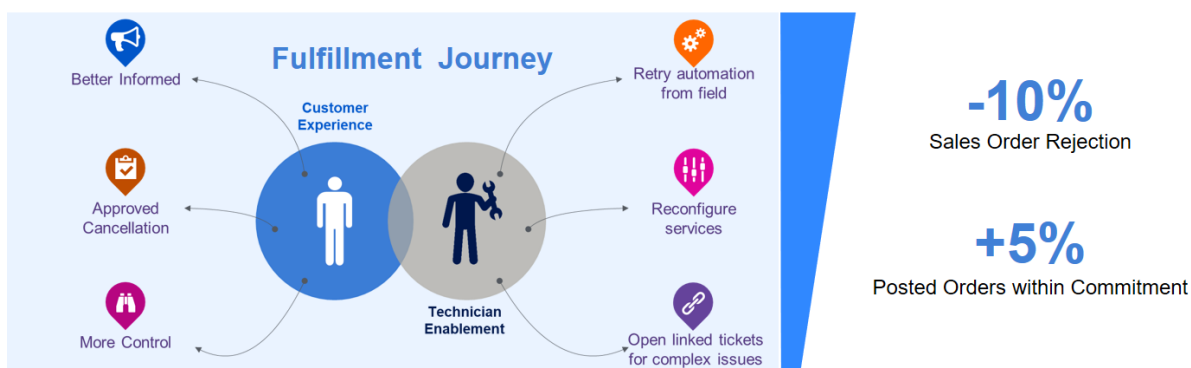 Fulfillment Journey
Better Informed
Customer
Experience
Approved
Cancellation
More Control
Retry automation
from field
Reconfigure
services
Technician
Enablement
Open linked tickets
for complex issues
-10%
Sales Order Rejection
+5%
Posted Orders within Commitment